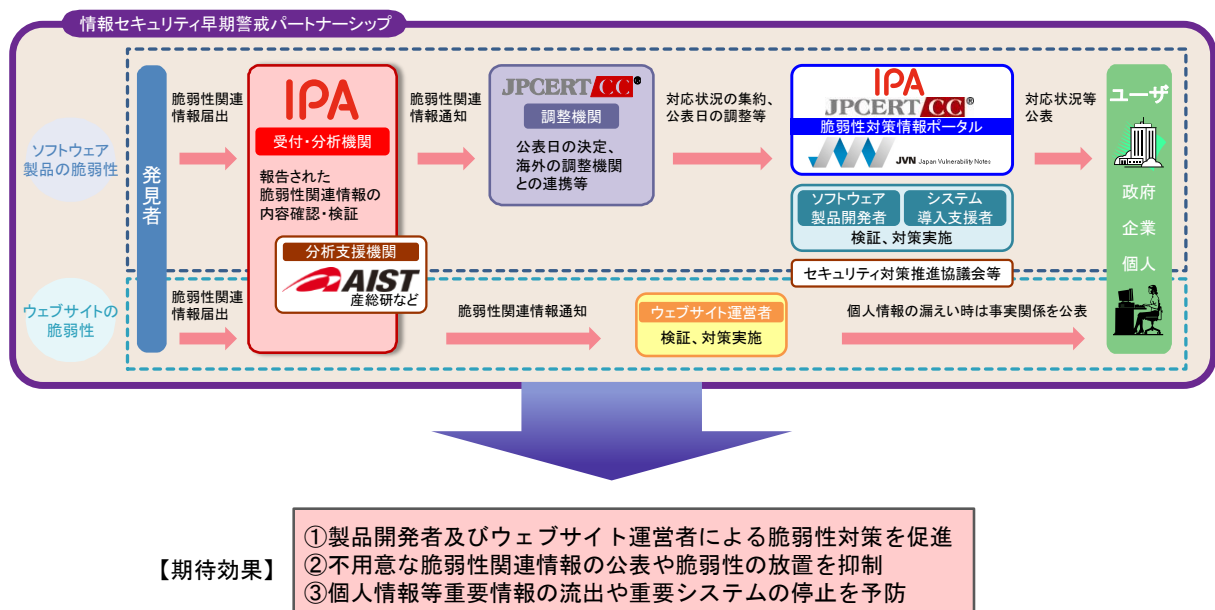 情報セキュリティ早期警戒パートナーシップ
ソフトウェア
製品の脆弱性
発見者
脆弱性関連
情報届出
IPA
受付・分析機関
報告された
脆弱性関連情報の
内容確認・検証
分析支援機関
AIST
産総研など
脆弱性関連
情報通知
JPCERT CC®
調整機関
公表日の決定、
海外の調整機関
との連携等
対応状況の集約、
公表日の調整等
IPA
JPCERT CC®
脆弱性対策情報ポータル
JVN Japan Vulnerability Notes
ソフトウェア
製品開発者
システム
導入支援者
検証、対策実施
セキュリティ対策推進協議会等
対応状況等
公表
ユーザ
政府
企業
個人
ウェブサイトの
脆弱性
脆弱性関連
情報届出
脆弱性関連情報通知
ウェブサイト運営者
検証、対策実施
個人情報の漏えい時は事実関係を公表
【期待効果】
①製品開発者及びウェブサイト運営者による脆弱性対策を促進
②不用意な脆弱性関連情報の公表や脆弱性の放置を抑制
③個人情報等重要情報の流出や重要システムの停止を予防